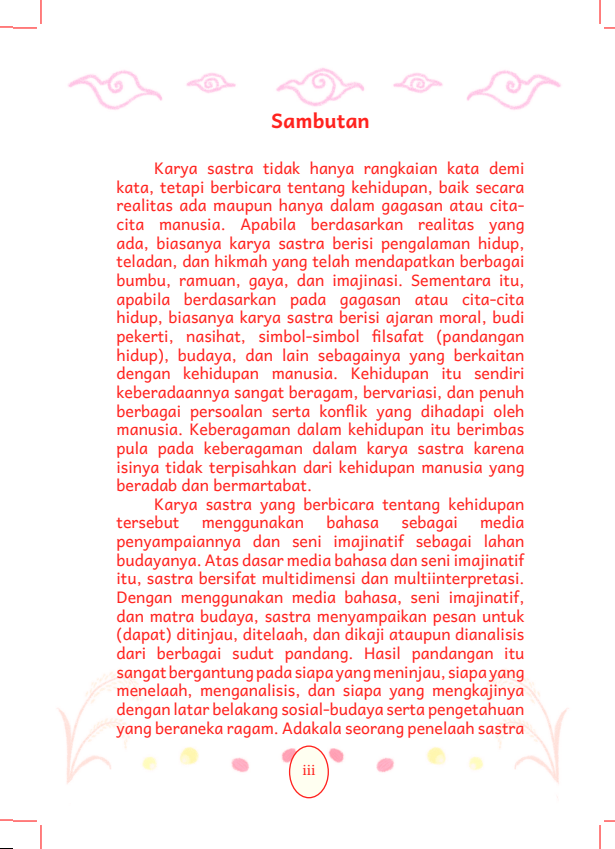 Sambutan
Karya sastra tidak hanya rangkaian kata demi
kata, tetapi berbicara tentang kehidupan, baik secara
realitas ada maupun hanya dalam gagasan atau cita-
cita manusia. Apabila berdasarkan realitas yang
ada, biasanya karya sastra berisi pengalaman hidup,
teladan, dan hikmah yang telah mendapatkan berbagai
bumbu, ramuan, gaya, dan imajinasi. Sementara itu,
apabila berdasarkan pada gagasan atau cita-cita
hidup, biasanya karya sastra berisi ajaran moral, budi
pekerti, nasihat, simbol-simbol filsafat (pandangan
hidup), budaya, dan lain sebagainya yang berkaitan
dengan kehidupan manusia. Kehidupan itu sendiri
keberadaannya sangat beragam, bervariasi, dan penuh
berbagai persoalan serta konflik yang dihadapi oleh
manusia. Keberagaman dalam kehidupan itu berimbas
pula pada keberagaman dalam karya sastra karena
isinya tidak terpisahkan dari kehidupan manusia yang
beradab dan bermartabat.
Karya sastra yang berbicara tentang kehidupan
tersebut menggunakan bahasa sebagai media
penyampaiannya dan seni imajinatif sebagai lahan
budayanya. Atas dasar media bahasa dan seni imajinatif
itu, sastra bersifat multidimensi dan multiinterpretasi.
Dengan menggunakan media bahasa, seni imajinatif,
dan matra budaya, sastra menyampaikan pesan untuk
(dapat) ditinjau, ditelaah, dan dikaji ataupun dianalisis
dari berbagai sudut pandang. Hasil pandangan itu
sangat bergantung pada siapa yang meninjau, siapa yang
menelaah, menganalisis, dan siapa yang mengkajinya
dengan latar belakang sosial-budaya serta pengetahuan
yang beraneka ragam. Adakala seorang penelaah sastra
iii